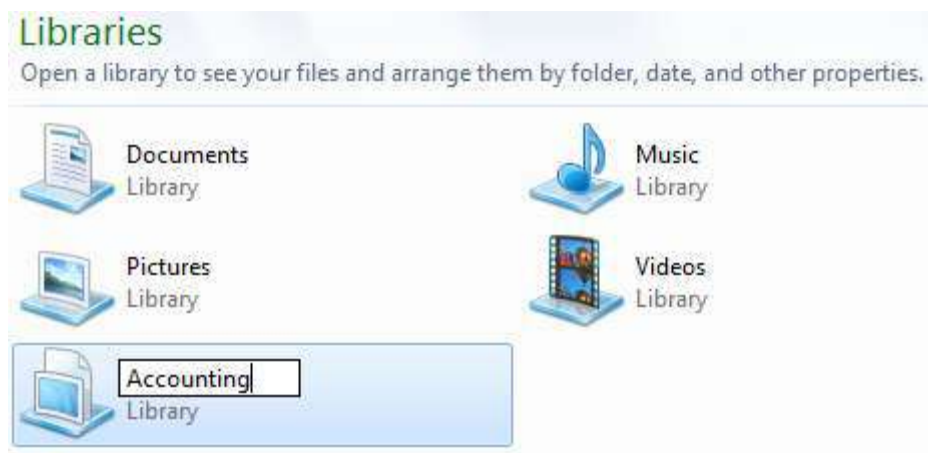 Libraries
Open a library to see your files and arrange them by folder, date, and other properties.
Documents
Library
Music
Library
Pictures
Library
Videos
Library
Accounting
Library